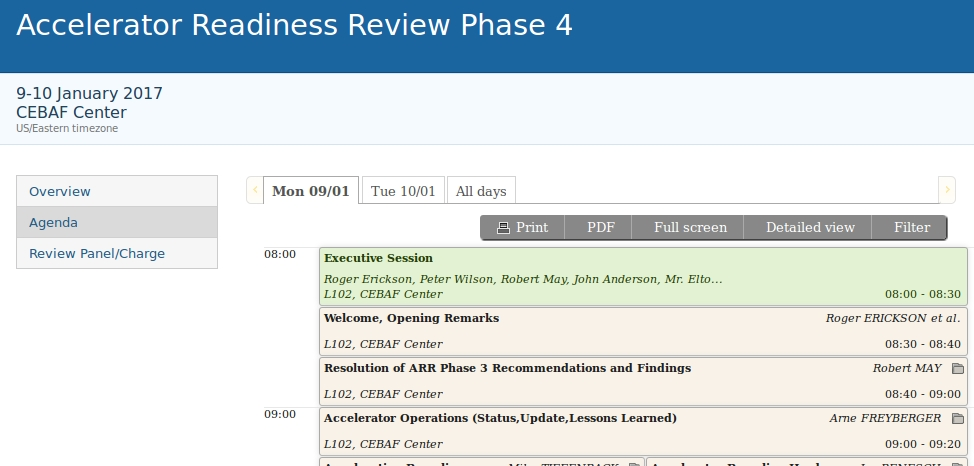 Accelerator Readiness Review Phase 4
9-10 January 2017
CEBAF Center
US/Eastern timezone
Overview
Agenda
Review Panel/Charge
Mon 09/01 Tue 10/01 All days
Print PDF Full screen Detailed view Filter
08:00
Executive Session
Roger Erickson, Peter Wilson, Robert May, John Anderson, Mr. Elto...
L102, CEBAF Center 08:00 - 08:30
Welcome, Opening Remarks Roger ERICKSON et al.
L102, CEBAF Center 08:30 - 08:40
Resolution of ARR Phase 3 Recommendations and Findings Robert MAY
L102, CEBAF Center 08:40 - 09:00
09:00
Accelerator Operations (Status,Update,Lessons Learned) Arne FREYBERGER
L102, CEBAF Center 09:00 - 09:20